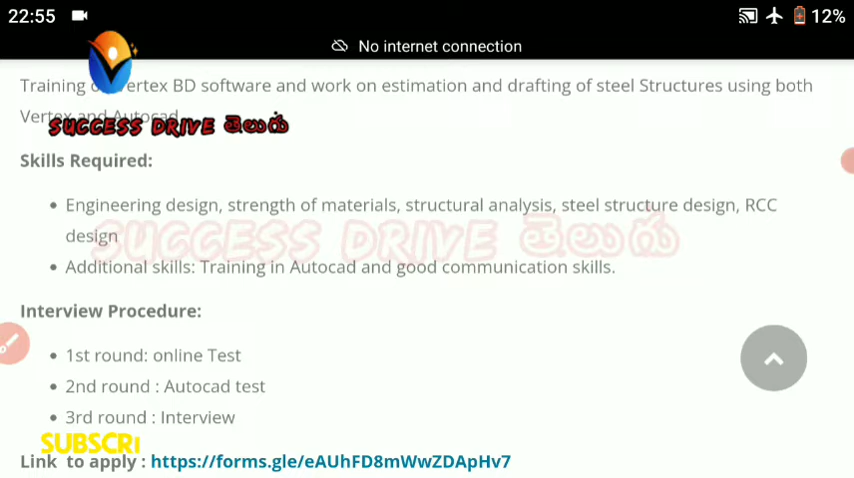 22:55 12%
No internet connection
Training on Vertex BD software and work on estimation and drafting of steel Structures using both
Vertex and Autocad
SUCCESS DRIVE తెలుగు
Skills Required:
Engineering design, strength of materials, structural analysis, steel structure design, RCC
design
SUCCESS DRIVE తెలుగు
Additional skills: Training in Autocad and good communication skills.
Interview Procedure:
1st round: online Test
2nd round : Autocad test
3rd round : Interview
SUBSCRI
Link to apply : https://forms.gle/eAUhFD8mWwZDApHv7